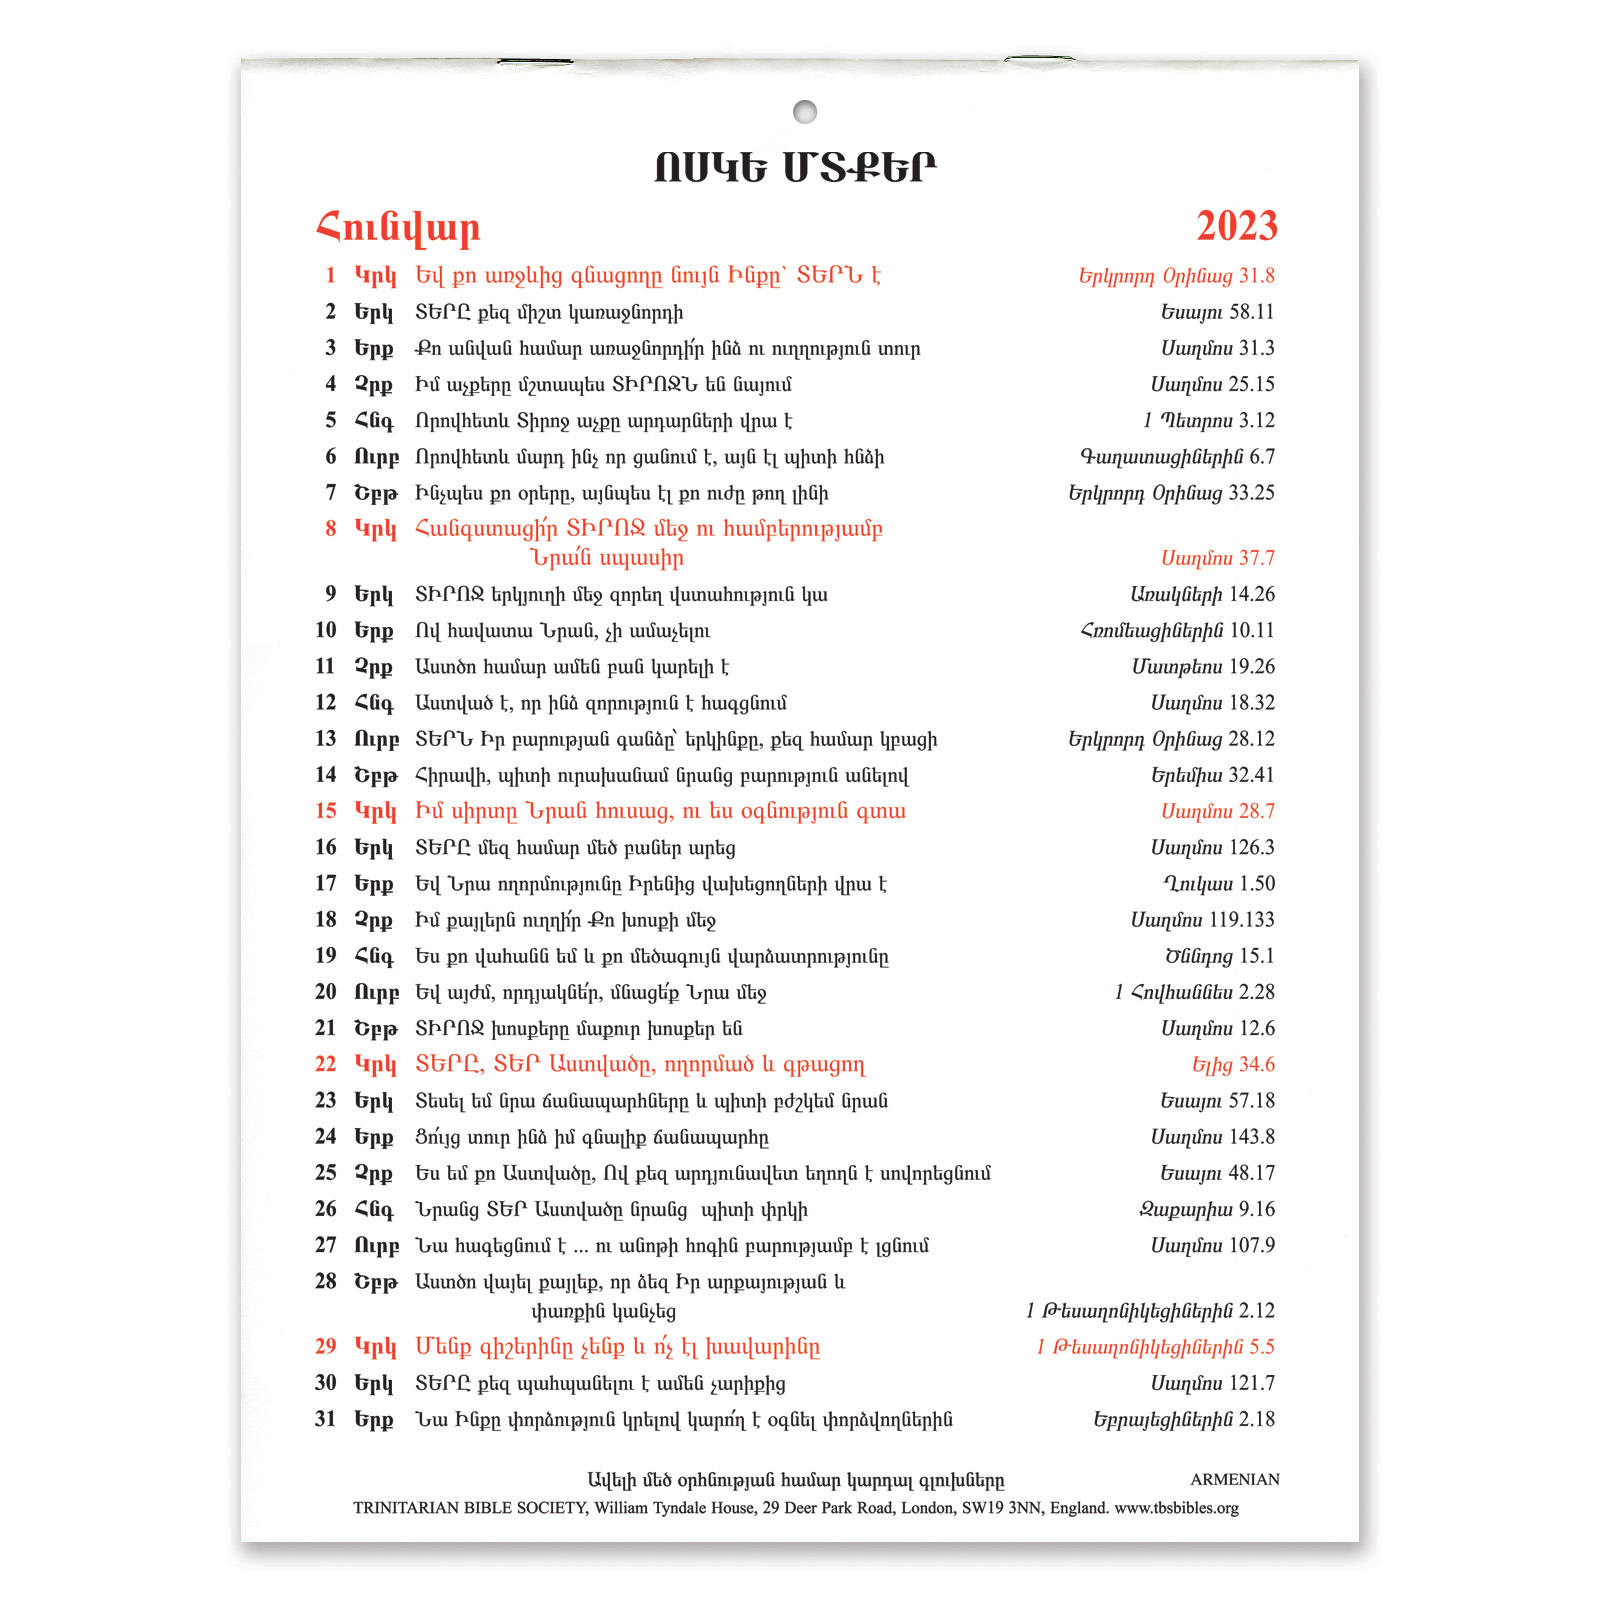 ՈՍԿԵ ՄՏՔԵՐ
Հունվար 2023
1 Կրկ Եվ քո առջևից գնացողը նույն Ինքը՝ ՏԵՐՆ է Երկրորդ Օրինաց 31.8
2 Երկ ՏԵՐԸ քեզ միշտ կառաջնորդի Եսայու 58.11
3 Երք Քո անվան համար առաջնորդի՛ր ինձ ու ուղղություն տուր Սաղմոս 31.3
4 Չրք Իմ աչքերը մշտապես ՏԻՐՈՋՆ են նայում Սաղմոս 25.15
5 Հնգ Որովհետև Տիրոջ աչքը արդարների վրա է 1 Պետրոս 3.12
6 Ուրբ Որովհետև մարդ ինչ որ ցանում է, այն էլ պիտի հնձի Գաղատացիներին 6.7
7 Շբթ Ինչպես քո օրերը, այնպես էլ քո ուժը թող լինի Երկրորդ Օրինաց 33.25
8 Կրկ Հանգստացի՛ր ՏԻՐՈՋ մեջ ու համբերությամբ
Նրա՛ն սպասիր Սաղմոս 37.7
9 Երկ ՏԻՐՈՋ երկյուղի մեջ զորեղ վստահություն կա Առակների 14.26
10 Երք Ով հավատա Նրան, չի ամաչելու Հռոմեացիներին 10.11
11 Չրք Աստծո համար ամեն բան կարելի է Մատթեոս 19.26
12 Հնգ Աստված է, որ ինձ զորություն է հագցնում Սաղմոս 18.32
13 Ուրբ ՏԵՐՆ Իր բարության գանձը՝ երկինքը, քեզ համար կբացի Երկրորդ Օրինաց 28.12
14 Շբթ Հիրավի, պիտի ուրախանամ նրանց բարություն անելով Երեմիա 32.41
15 Կրկ Իմ սիրտը Նրան հուսաց, ու ես օգնություն գտա Սաղմոս 28.7
16 Երկ ՏԵՐԸ մեզ համար մեծ բաներ արեց Սաղմոս 126.3
17 Երք Եվ Նրա ողորմությունը Իրենից վախեցողների վրա է Ղուկաս 1.50
18 Չրք Իմ քայլերն ուղղի՛ր Քո խոսքի մեջ Սաղմոս 119.133
19 Հնգ Ես քո վահանն եմ և քո մեծագույն վարձատրությունը Ծննդոց 15.1
20 Ուրբ Եվ այժմ, որդյակնե՛ր, մնացե՛ք Նրա մեջ 1 Հովհաննես 2.28
21 Շբթ ՏԻՐՈՋ խոսքերը մաքուր խոսքեր են Սաղմոս 12.6
22 Կրկ ՏԵՐԸ, ՏԵՐ Աստվածը, ողորմած և գթացող Ելից 34.6
23 Երկ Տեսել եմ նրա ճանապարհները և պիտի բժշկեմ նրան Եսայու 57.18
24 Երք Ցո՛ւյց տուր ինձ իմ գնալիք ճանապարհը Սաղմոս 143.8
25 Չրք Ես եմ քո Աստվածը, Ով քեզ արդյունավետ եղողն է սովորեցնում Եսայու 48.17
26 Հնգ Նրանց ՏԵՐ Աստվածը նրանց պիտի փրկի Զաքարիա 9.16
27 Ուրբ Նա հագեցնում է ... ու անոթի հոգին բարությամբ է լցնում Սաղմոս 107.9
28 Շբթ Աստծո վայել քայլեք, որ ձեզ Իր արքայության և
փառքին կանչեց 1 Թեսաղոնիկեցիներին 2.12
29 Կրկ Մենք գիշերինը չենք և ո՛չ էլ խավարինը 1 Թեսաղոնիկեցիներին 5.5
30 Երկ ՏԵՐԸ քեզ պահպանելու է ամեն չարիքից Սաղմոս 121.7
31 Երք Նա Ինքը փորձություն կրելով կարո՛ղ է օգնել փորձվողներին Եբրայեցիներին 2.18
Ավելի մեծ օրհնության համար կարդալ գլուխները ARMENIAN
TRINITARIAN BIBLE SOCIETY, William Tyndale House, 29 Deer Park Road, London, SW19 3NN, England. www.tbsbibles.org